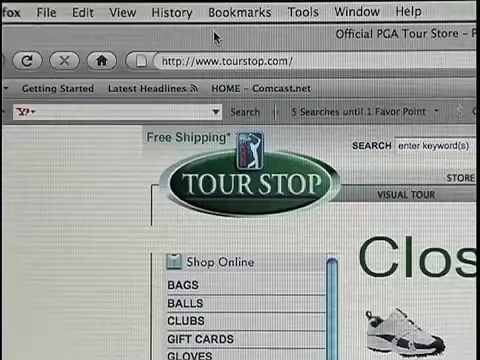 fox File Edit View History Bookmarks Tools Window Help
Official PGA Tour Store - P
http://www.tourstop.com/
Getting Started Latest Headlines HOME - Comcast.net
Search 5 Searches until 1 Favor Point
Free Shipping*
SEARCH enter keyword(s)
TOUR STOP
STORE
VISUAL TOUR
Shop Online
Clos
BAGS
BALLS
CLUBS
GIFT CARDS
GLOVES